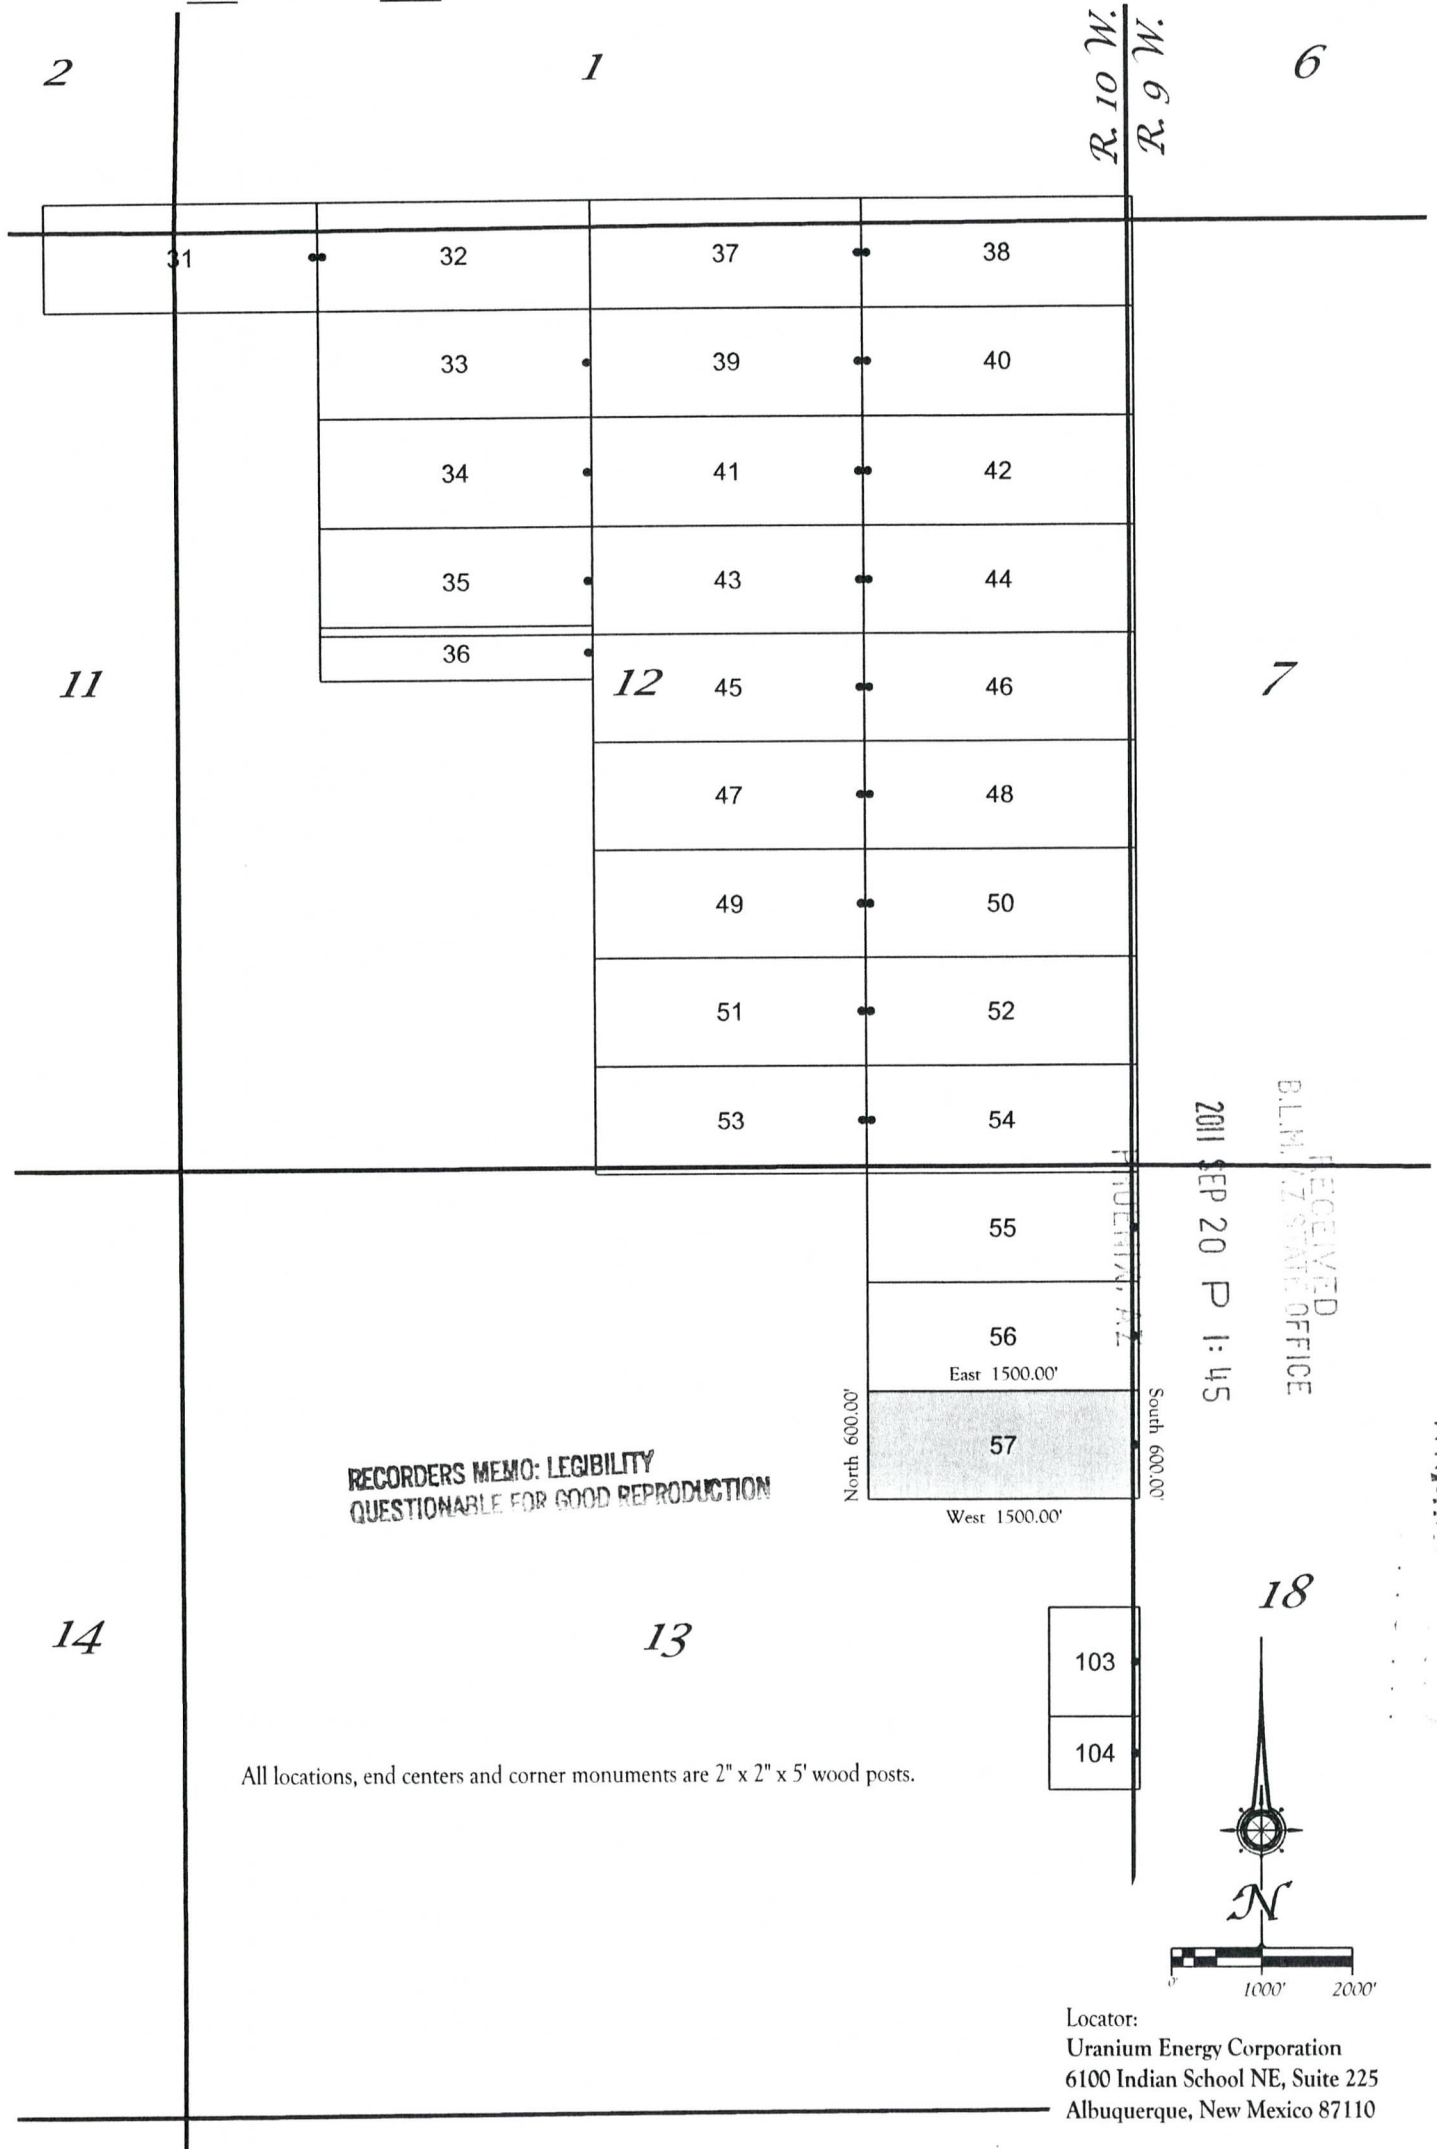 R. 10 W.
R. 9 W.
2
1
6
31
32
37
38
33
39
40
34
41
42
35
43
44
36
11
12
45
46
7
47
48
49
50
51
52
53
54
RECEIVED
B.L.M. AZ STATE OFFICE
2011 SEP 20 P 1:45
PHOENIX, AZ
55
56
East 1500.00'
North 600.00'
57
South 600.00'
West 1500.00'
RECORDERS MEMO: LEGIBILITY
QUESTIONABLE FOR GOOD REPRODUCTION
14
13
18
103
104
All locations, end centers and corner monuments are 2" x 2" x 5' wood posts.
N
0'
1000'
2000'
Locator:
Uranium Energy Corporation
6100 Indian School NE, Suite 225
Albuquerque, New Mexico 87110